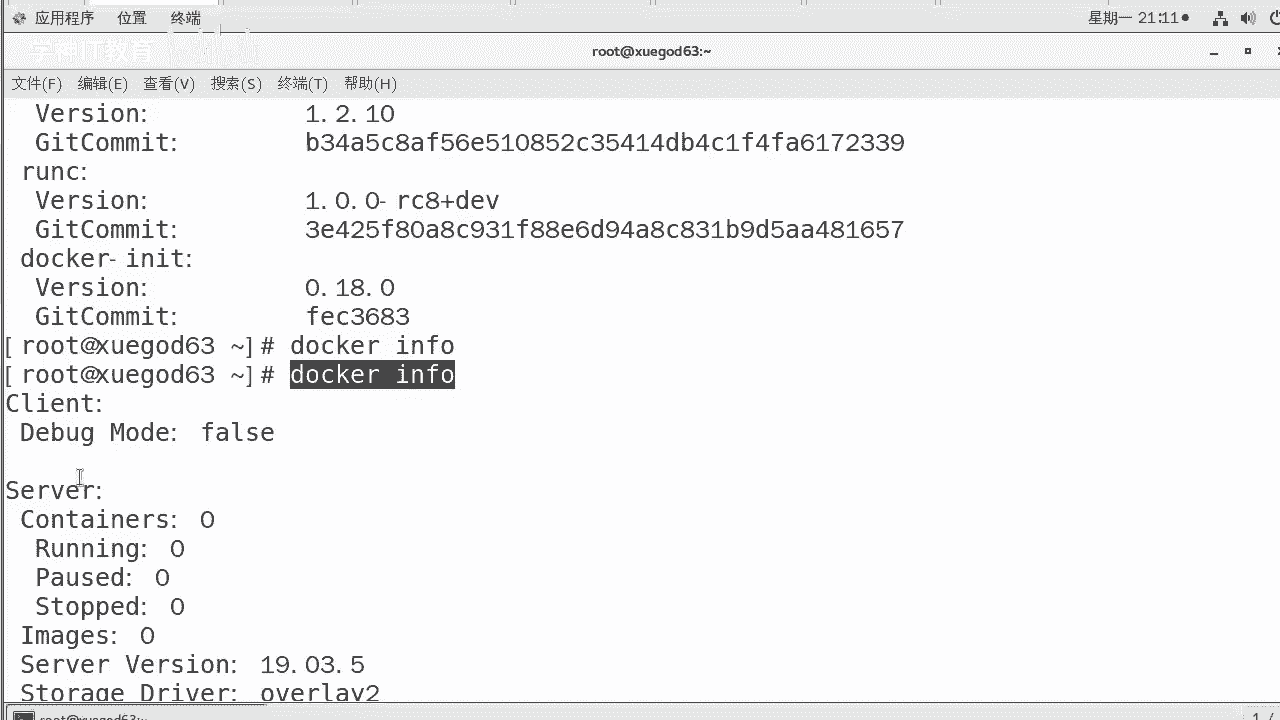 应用程序 位置 终端 星期一 21:11
学神IT教育
root@xuegod63:~
文件(F) 编辑(E) 查看(V) 搜索(S) 终端(T) 帮助(H)
Version: 1.2.10
GitCommit: b34a5c8af56e510852c35414db4c1f4fa6172339
runc:
Version: 1.0.0-rc8+dev
GitCommit: 3e425f80a8c931f88e6d94a8c831b9d5aa481657
docker-init:
Version: 0.18.0
GitCommit: fec3683
[root@xuegod63 ~]# docker info
[root@xuegod63 ~]# docker info
Client:
Debug Mode: false
Server:
Containers: 0
Running: 0
Paused: 0
Stopped: 0
Images: 0
Server Version: 19.03.5
Storage Driver: overlay2
root@xuegod63:~ 1 /